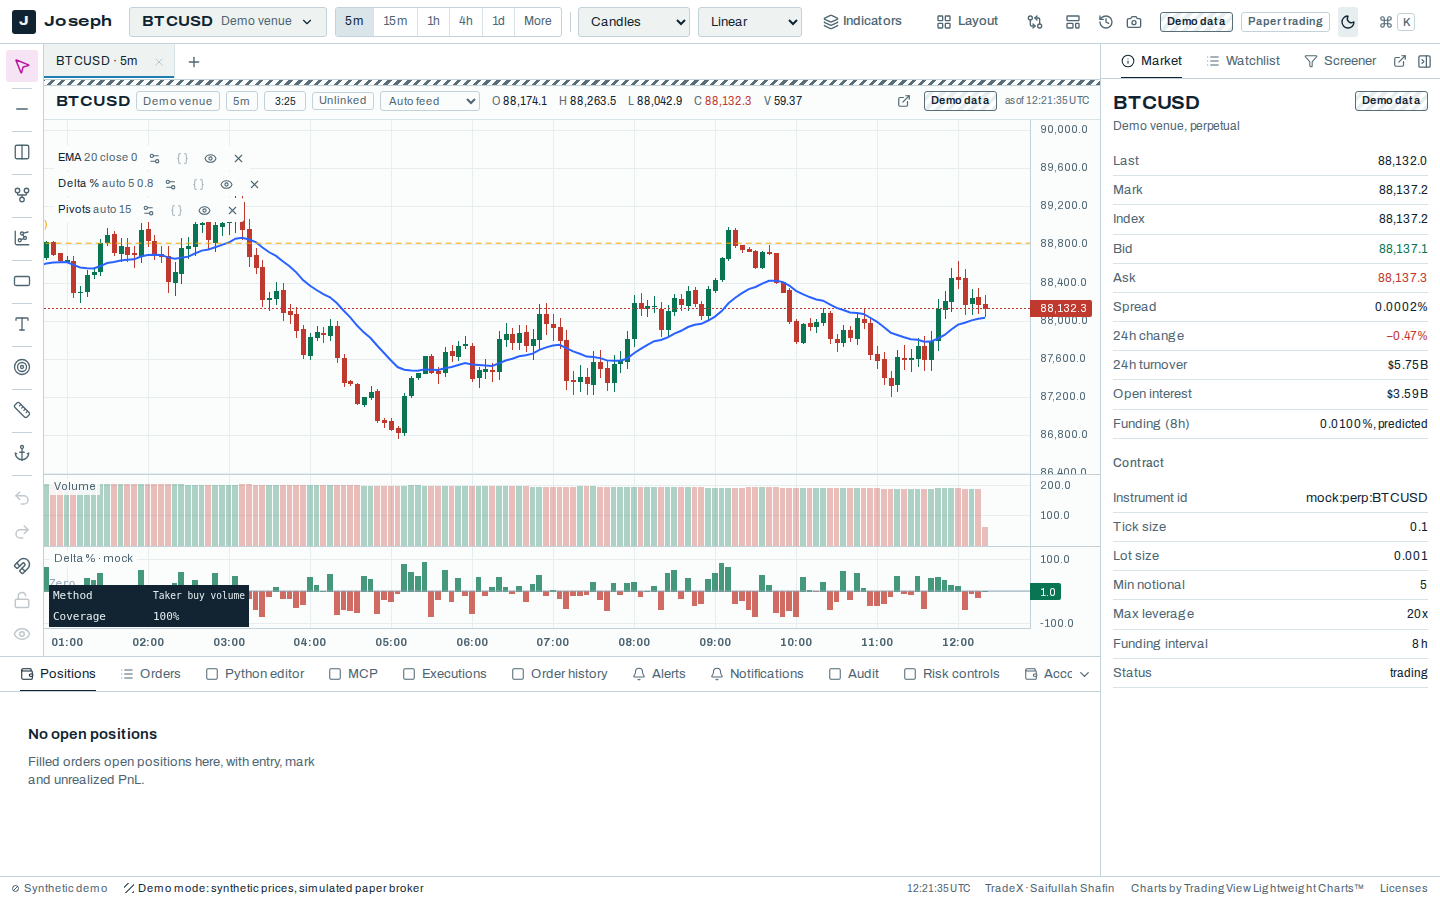 J Joseph BTCUSD Demo venue 5m 15m 1h 4h 1d More Candles Linear Indicators Layout Demo data Paper trading ⌘ K
BTCUSD · 5m
Market Watchlist Screener
BTCUSD Demo venue 5m 3:25 Unlinked Auto feed O 88,174.1 H 88,263.5 L 88,042.9 C 88,132.3 V 59.37 Demo data as of 12:21:35 UTC
EMA 20 close 0
Delta % auto 5 0.8
Pivots auto 15
90,000.0
89,600.0
89,200.0
88,800.0
88,400.0
88,132.3
88,000.0
87,600.0
87,200.0
86,800.0
86,400.0
Volume
200.0
100.0
Delta % · mock
100.0
Zero
1.0
-100.0
Method Taker buy volume
Coverage 100%
01:00 02:00 03:00 04:00 05:00 06:00 07:00 08:00 09:00 10:00 11:00 12:00
BTCUSD Demo data
Demo venue, perpetual
Last 88,132.0
Mark 88,137.2
Index 88,137.2
Bid 88,137.1
Ask 88,137.3
Spread 0.0002%
24h change −0.47%
24h turnover $5.75B
Open interest $3.59B
Funding (8h) 0.0100%, predicted
Contract
Instrument id mock:perp:BTCUSD
Tick size 0.1
Lot size 0.001
Min notional 5
Max leverage 20x
Funding interval 8h
Status trading
Positions Orders Python editor MCP Executions Order history Alerts Notifications Audit Risk controls Acco
No open positions
Filled orders open positions here, with entry, mark
and unrealized PnL.
Synthetic demo Demo mode: synthetic prices, simulated paper broker 12:21:35 UTC TradeX · Saifullah Shafin Charts by TradingView Lightweight Charts™ Licenses